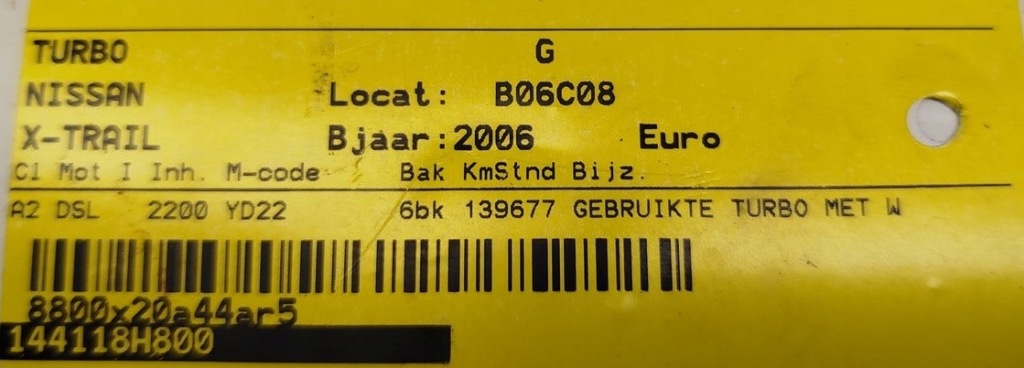 TURBO G
NISSAN Locat: B06C08
X-TRAIL Bjaar:2006 Euro
Cl Mot I Inh. M-code Bak KmStnd Bijz.
A2 DSL 2200 YD22 6bk 139677 GEBRUIKTE TURBO MET W
8800x20a44ar5
144118H800